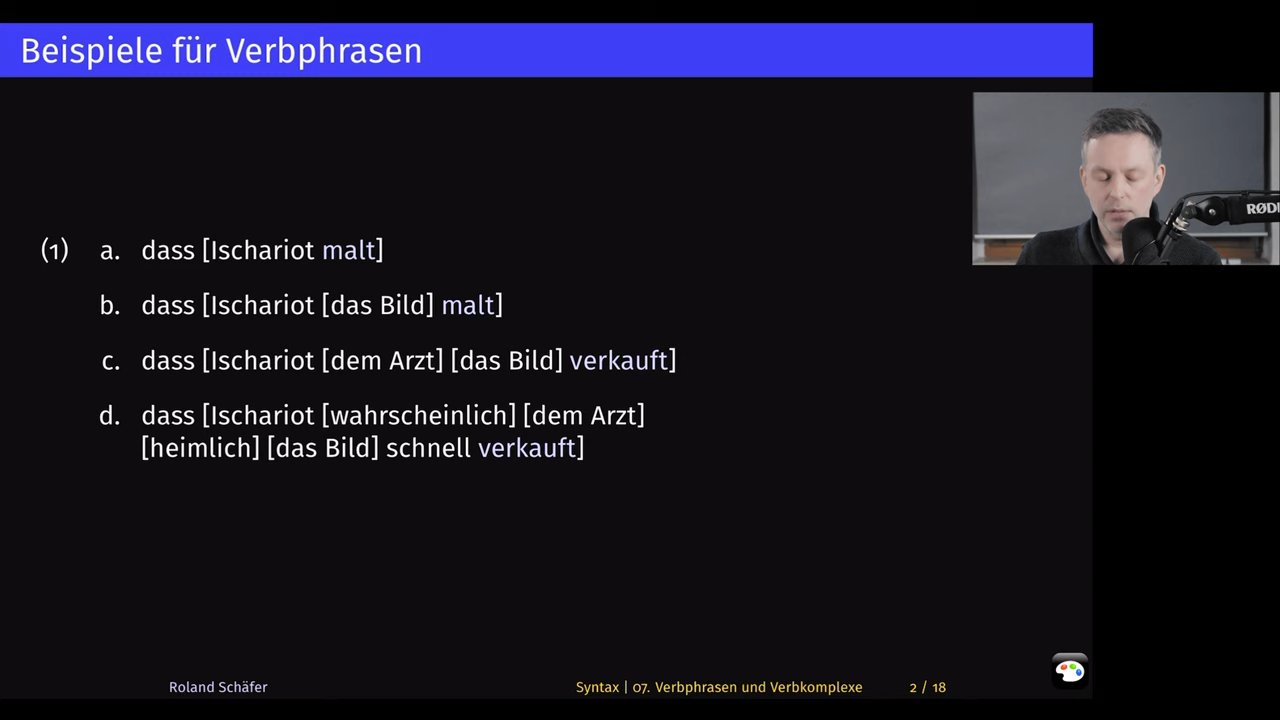 Beispiele für Verbphrasen
(1) a. dass [Ischariot malt]
b. dass [Ischariot [das Bild] malt]
c. dass [Ischariot [dem Arzt] [das Bild] verkauft]
d. dass [Ischariot [wahrscheinlich] [dem Arzt]
[heimlich] [das Bild] schnell verkauft]
RØDE
Roland Schäfer
Syntax | 07. Verbphrasen und Verbkomplexe
2 / 18